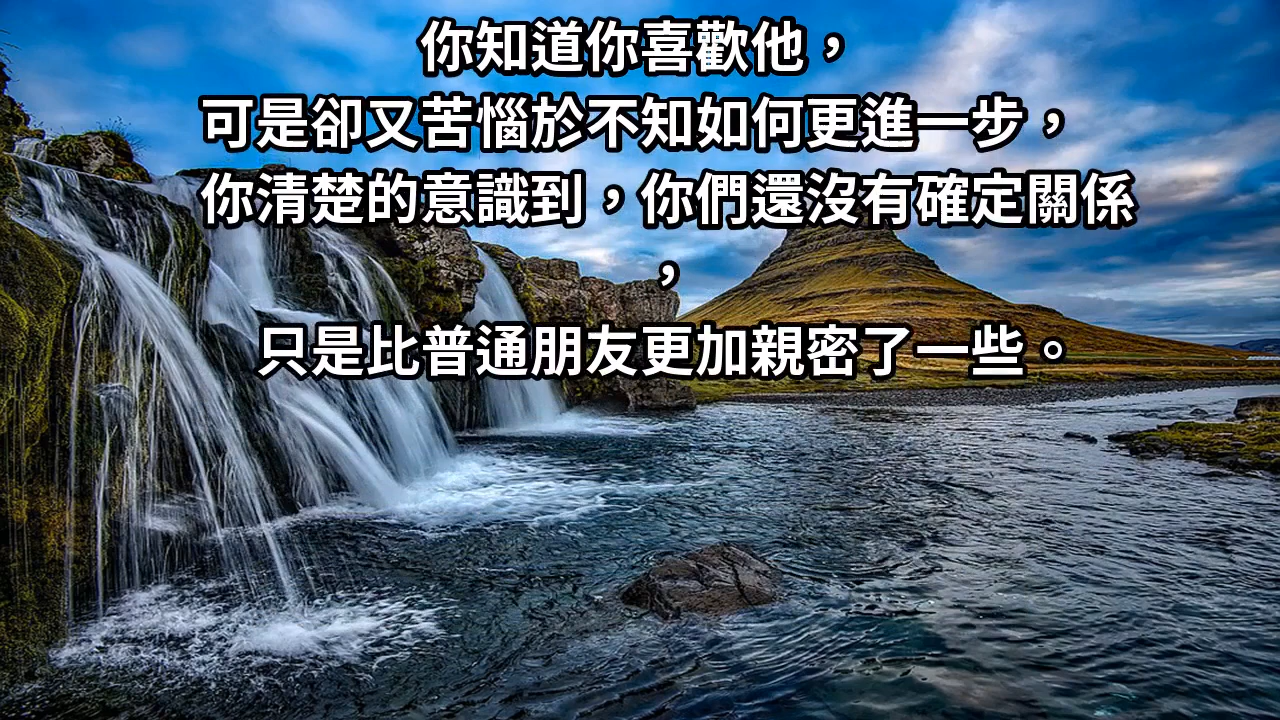 你知道你喜歡他，
可是卻又苦惱於不知如何更進一步，
你清楚的意識到，你們還沒有確定關係
，
只是比普通朋友更加親密了一些。